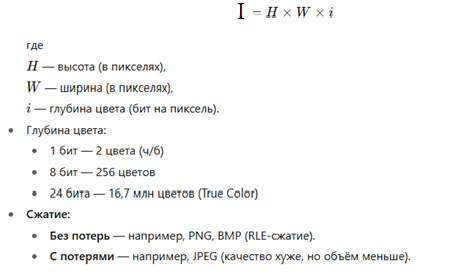 I = H × W × i
где
H — высота (в пикселях),
W — ширина (в пикселях),
i — глубина цвета (бит на пиксель).
Глубина цвета:
1 бит — 2 цвета (ч/б)
8 бит — 256 цветов
24 бита — 16,7 млн цветов (True Color)
Сжатие:
Без потерь — например, PNG, BMP (RLE-сжатие).
С потерями — например, JPEG (качество хуже, но объём меньше).